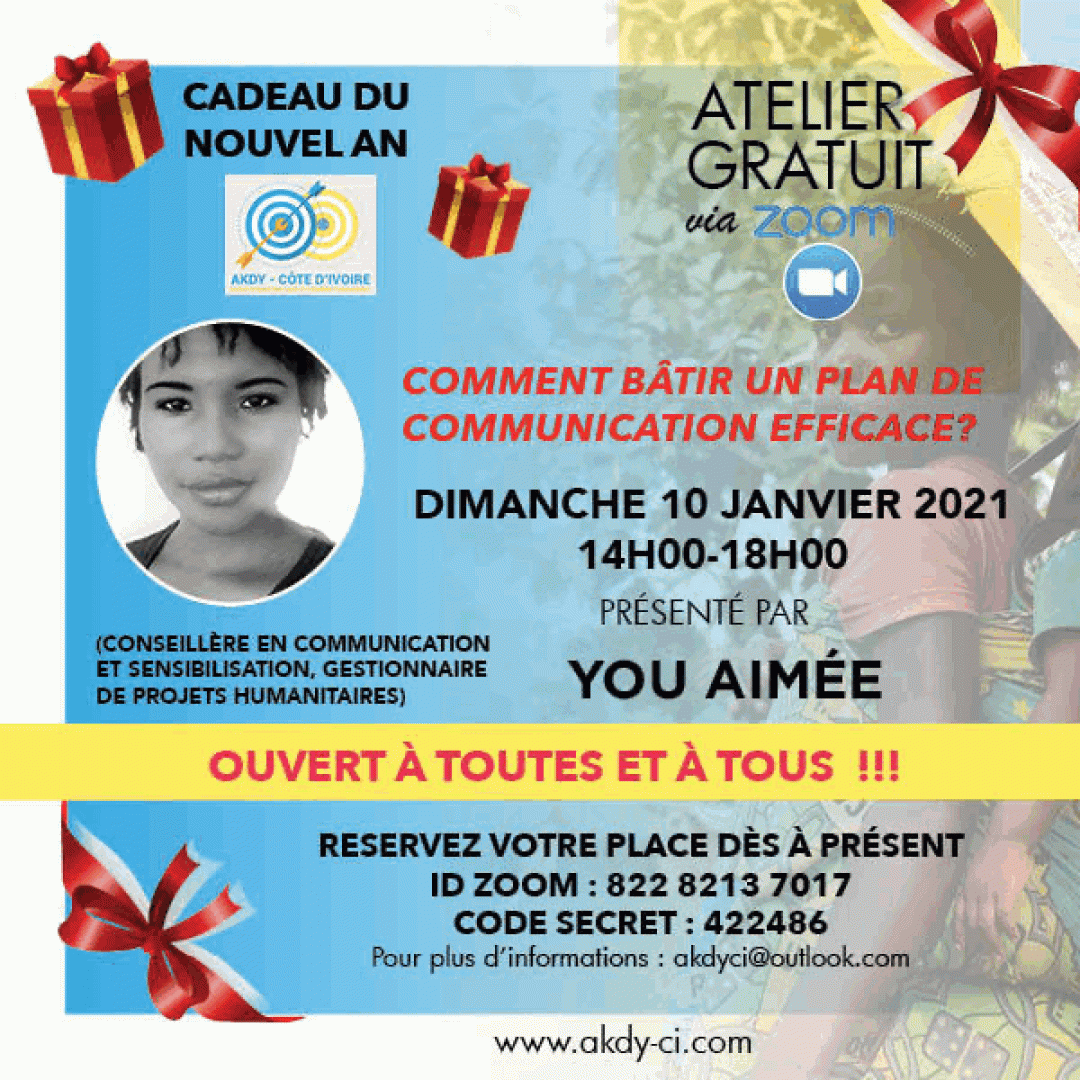 CADEAU DU
NOUVEL AN
AKDY - CÔTE D'IVOIRE
ATELIER
GRATUIT
via zoom
COMMENT BÂTIR UN PLAN DE
COMMUNICATION EFFICACE?
DIMANCHE 10 JANVIER 2021
14H00-18H00
PRÉSENTÉ PAR
YOU AIMÉE
(CONSEILLÈRE EN COMMUNICATION
ET SENSIBILISATION, GESTIONNAIRE
DE PROJETS HUMANITAIRES)
OUVERT À TOUTES ET À TOUS !!!
RESERVEZ VOTRE PLACE DÈS À PRÉSENT
ID ZOOM : 822 8213 7017
CODE SECRET : 422486
Pour plus d'informations : akdyci@outlook.com
www.akdy-ci.com